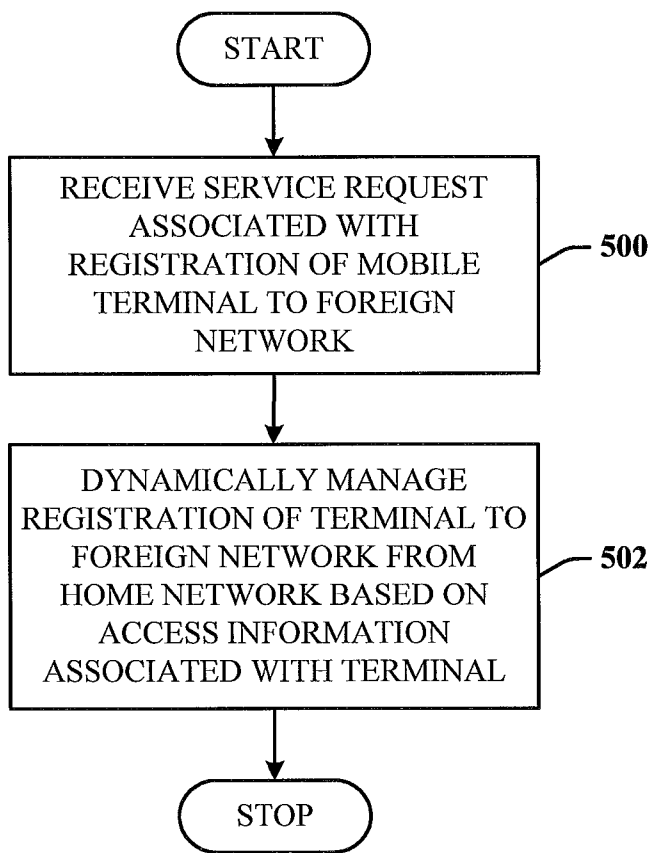 START
RECEIVE SERVICE REQUEST
ASSOCIATED WITH
REGISTRATION OF MOBILE
TERMINAL TO FOREIGN
NETWORK
500
DYNAMICALLY MANAGE
REGISTRATION OF TERMINAL TO
FOREIGN NETWORK FROM
HOME NETWORK BASED ON
ACCESS INFORMATION
ASSOCIATED WITH TERMINAL
502
STOP